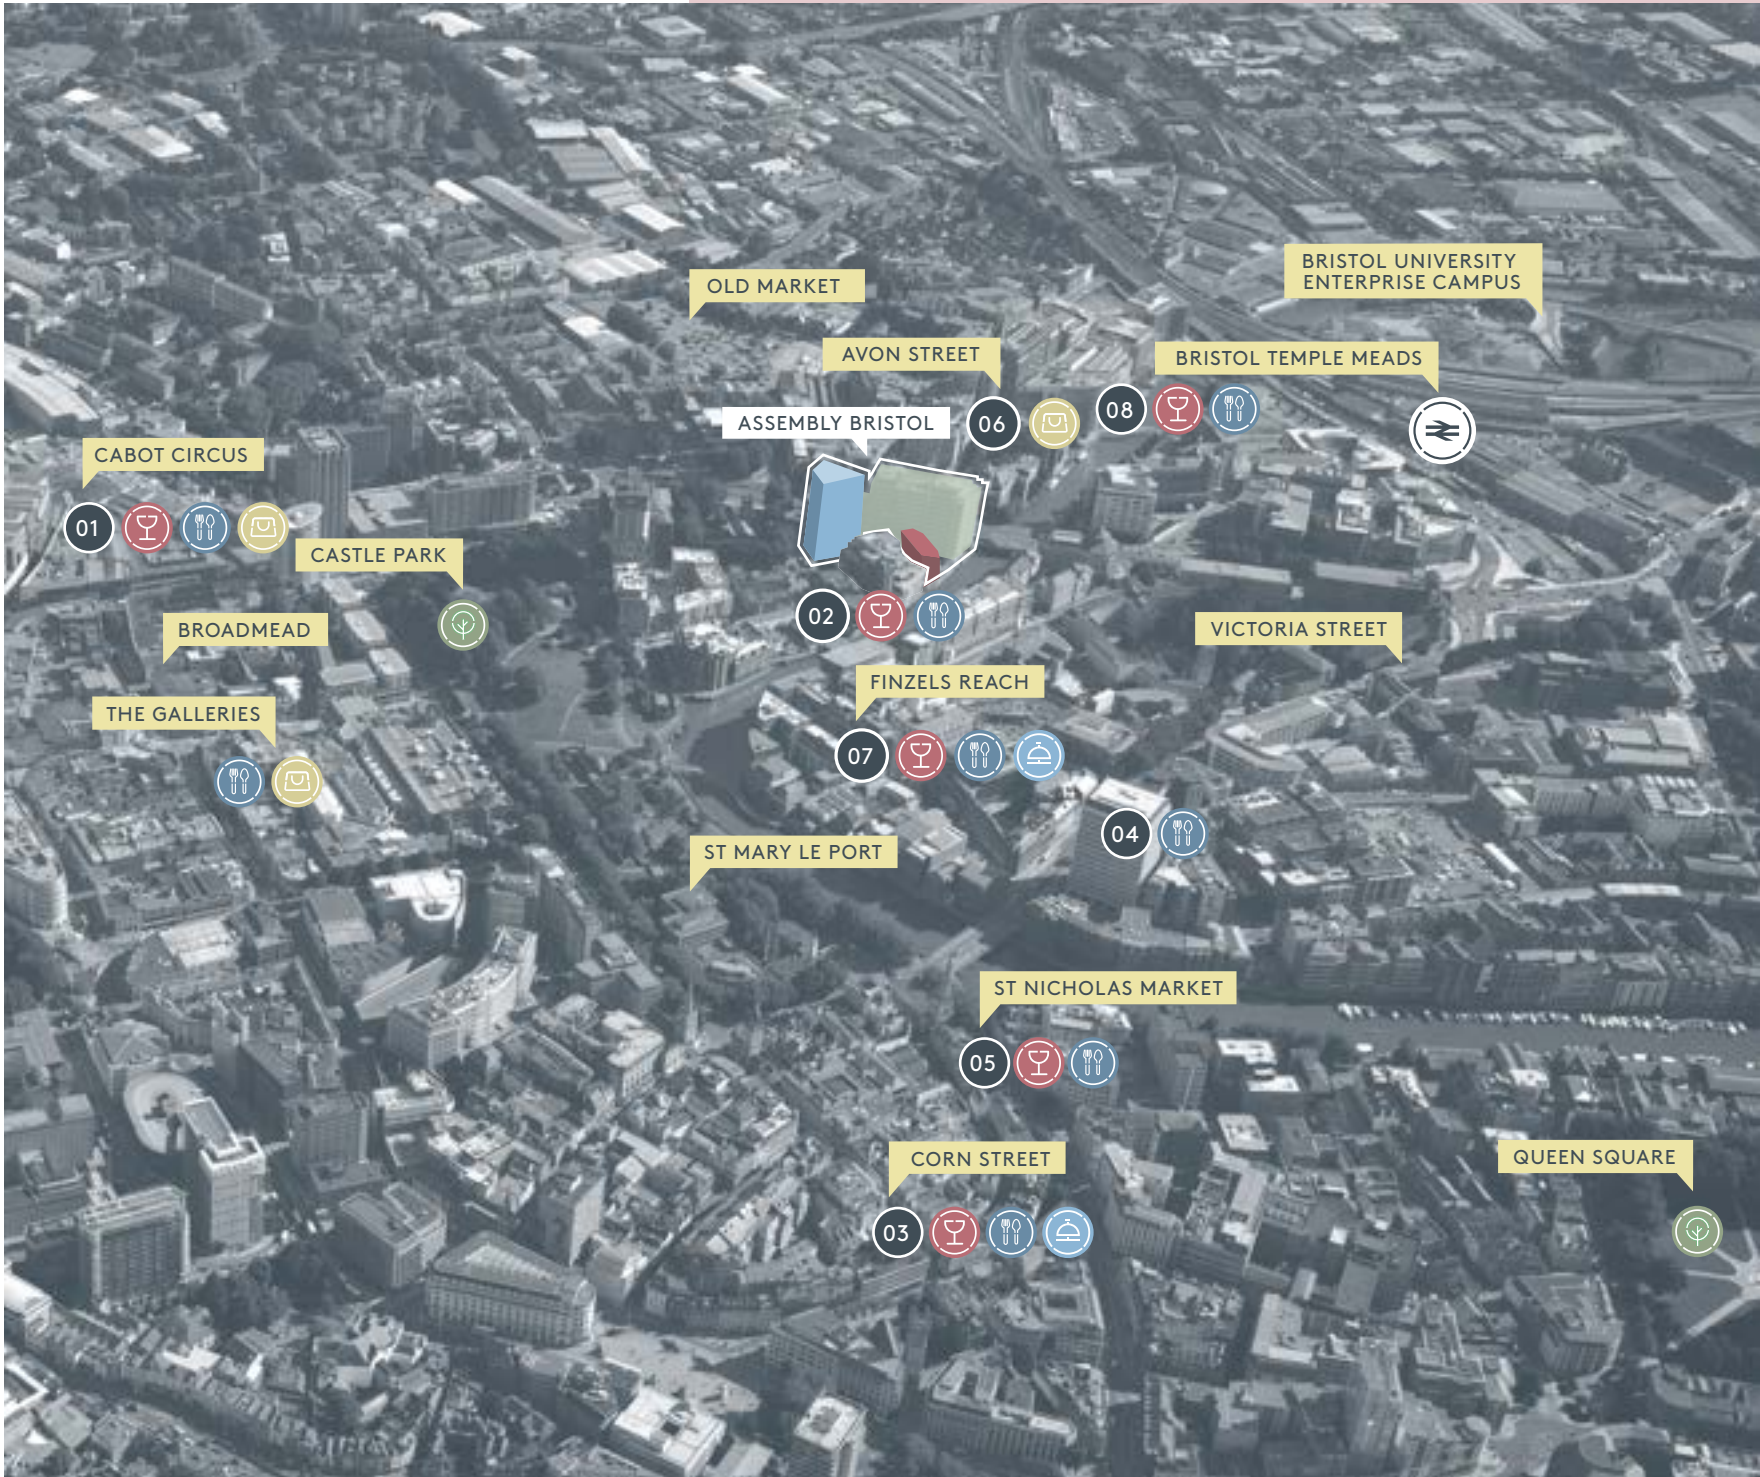 BRISTOL UNIVERSITY
ENTERPRISE CAMPUS
OLD MARKET
AVON STREET
BRISTOL TEMPLE MEADS
ASSEMBLY BRISTOL
06
08
CABOT CIRCUS
01
CASTLE PARK
02
BROADMEAD
VICTORIA STREET
FINZELS REACH
THE GALLERIES
07
04
ST MARY LE PORT
ST NICHOLAS MARKET
05
CORN STREET
QUEEN SQUARE
03